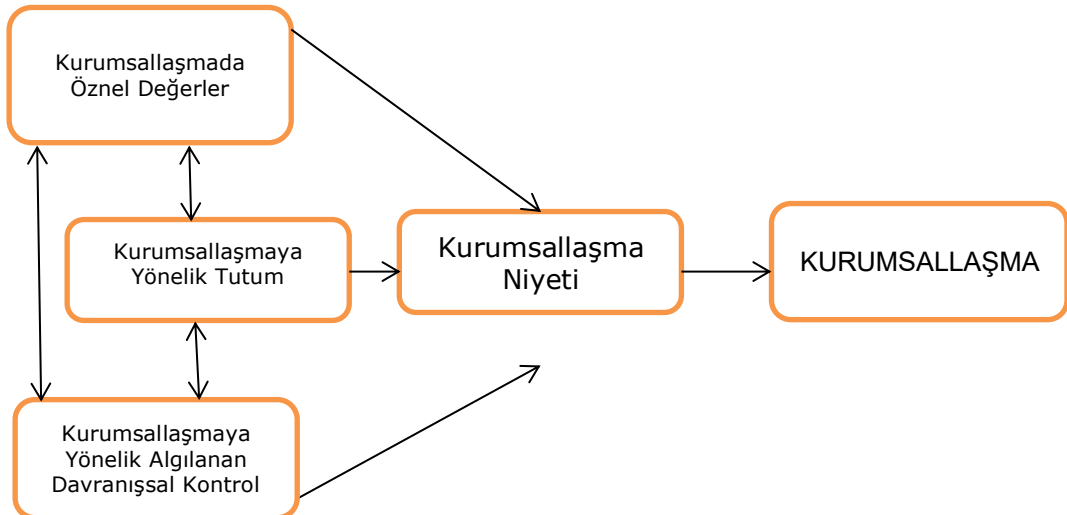 Kurumsallaşmada
Öznel Değerler
Kurumsallaşmaya
Yönelik Tutum
Kurumsallaşma
Niyeti
KURUMSALLAŞMA
Kurumsallaşmaya
Yönelik Algılanan
Davranışsal Kontrol